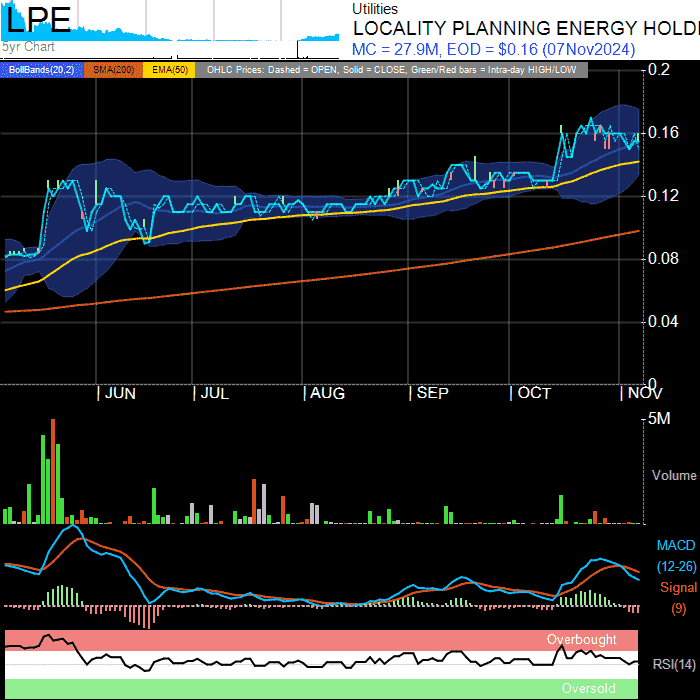 LPE
5yr Chart
Utilities
LOCALITY PLANNING ENERGY HOLD
MC = 27.9M, EOD = $0.16 (07Nov2024)
BollBands(20,2) SMA(200) EMA(50) OHLC Prices: Dashed = OPEN, Solid = CLOSE, Green/Red bars = Intra-day HIGH/LOW
0.2
0.16
0.12
0.08
0.04
0
JUN JUL AUG SEP OCT NOV
5M
Volume
MACD
(12-26)
Signal
(9)
Overbought
RSI(14)
Oversold